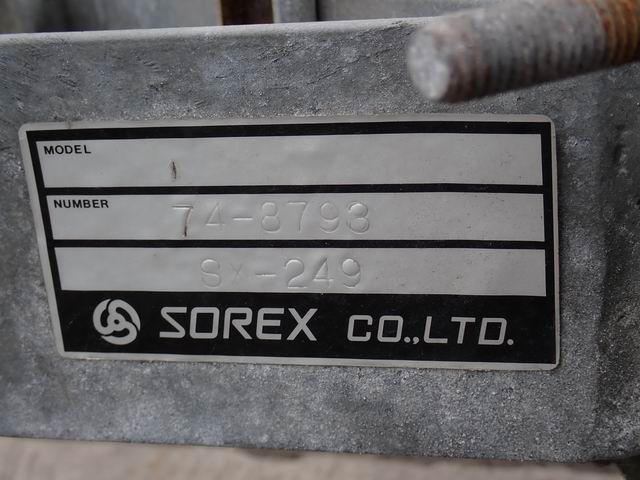 MODEL
NUMBER 74-8793
SX-249
SOREX CO.,LTD.